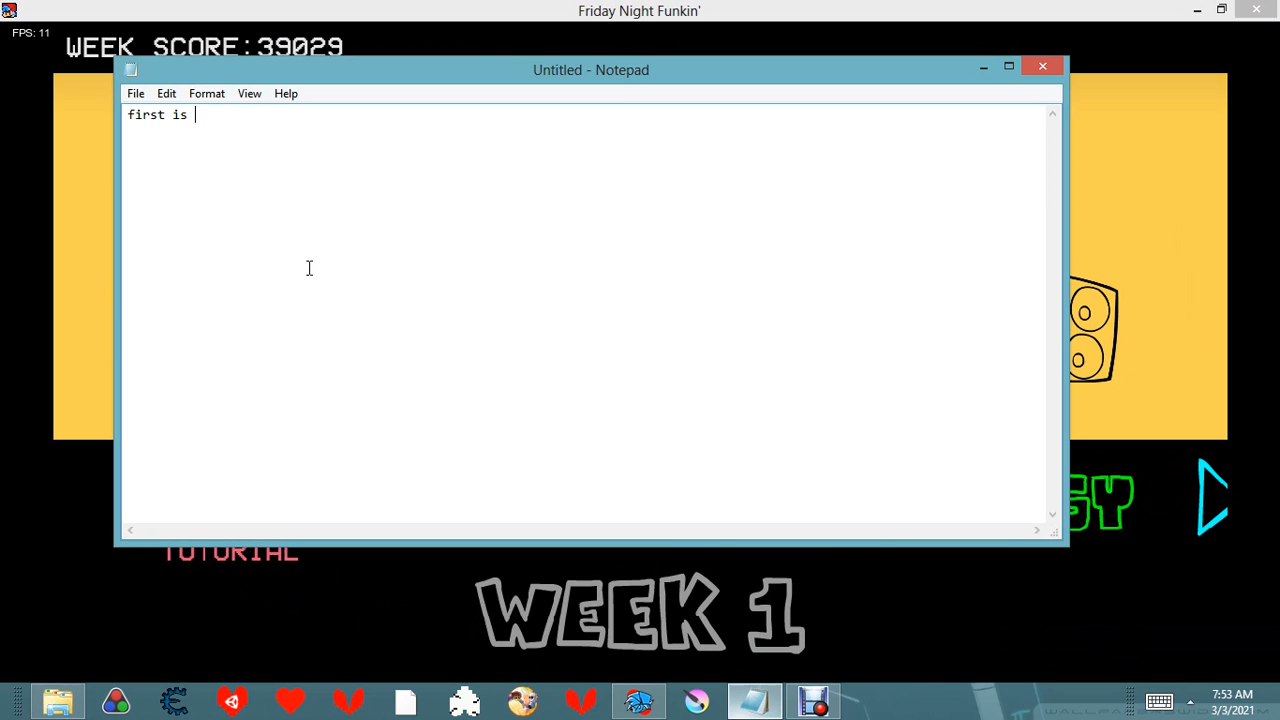 Friday Night Funkin'
FPS: 11
WEEK SCORE:39029
Untitled - Notepad
File Edit Format View Help
first is
TUTORIAL
WEEK 1
7:53 AM
3/3/2021